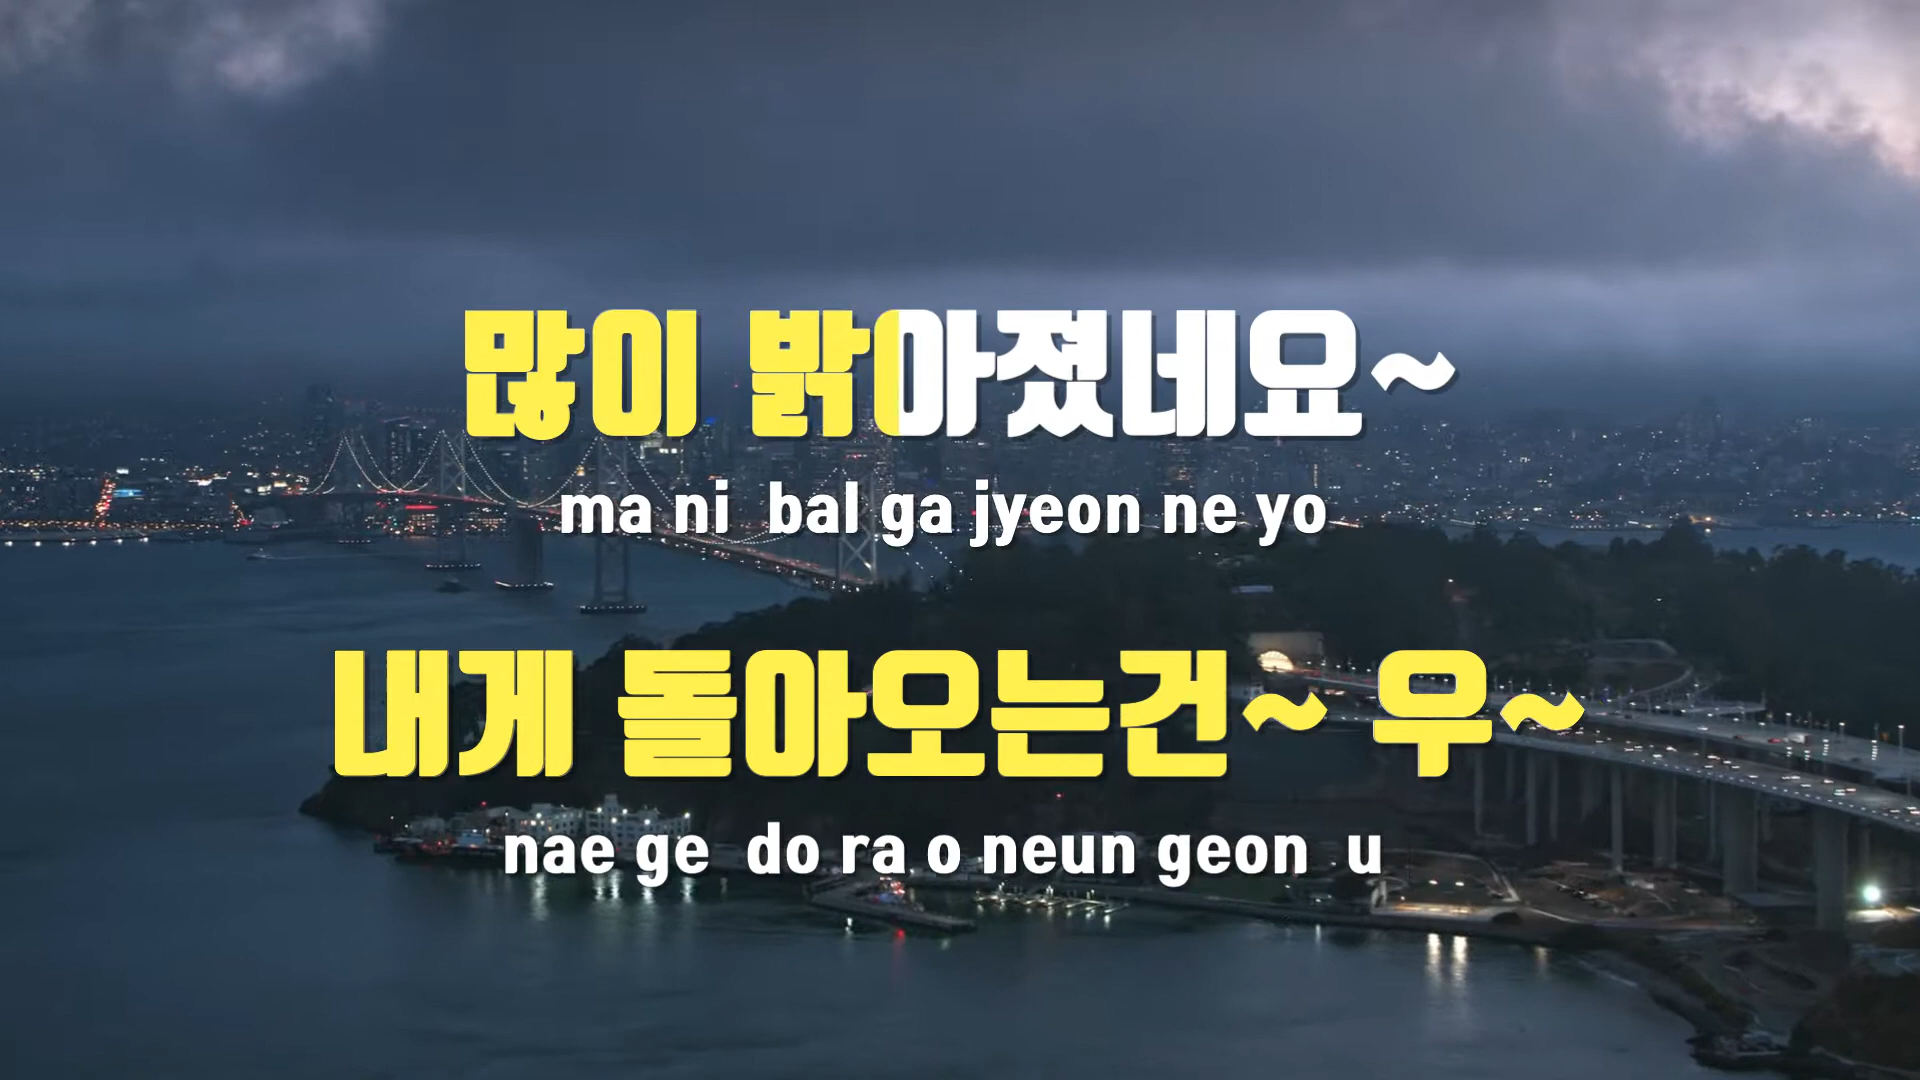 많이 밝아졌네요~
ma ni bal ga jyeon ne yo
내게 돌아오는건~ 우~
nae ge do ra o neun geon u